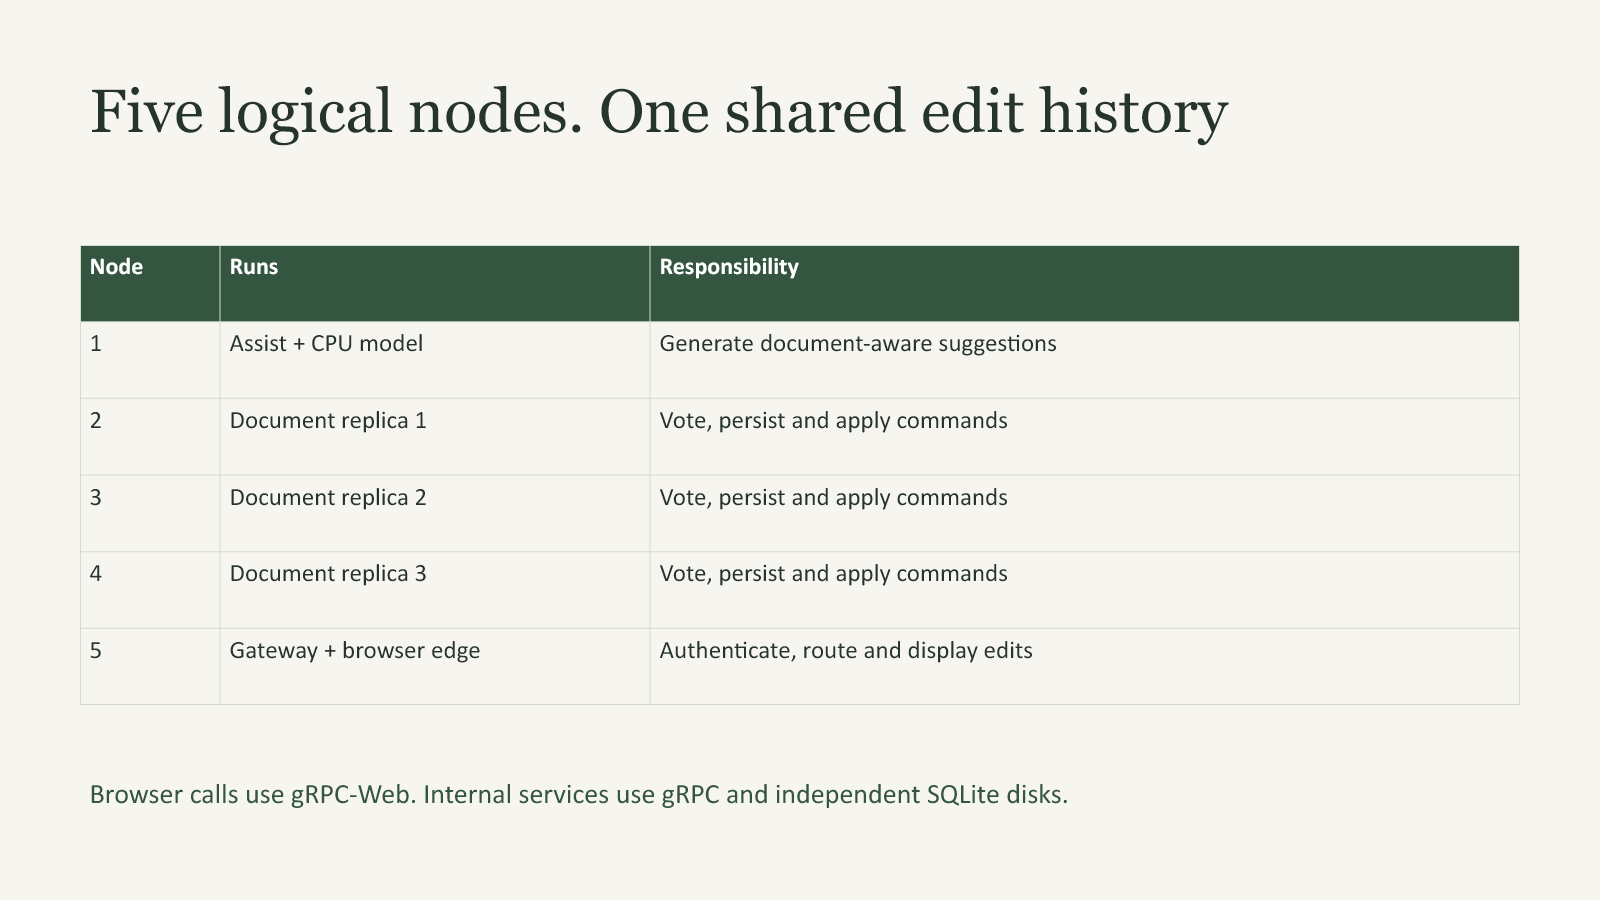 Five logical nodes. One shared edit history
Node Runs Responsibility
1 Assist + CPU model Generate document-aware suggestions
2 Document replica 1 Vote, persist and apply commands
3 Document replica 2 Vote, persist and apply commands
4 Document replica 3 Vote, persist and apply commands
5 Gateway + browser edge Authenticate, route and display edits
Browser calls use gRPC-Web. Internal services use gRPC and independent SQLite disks.